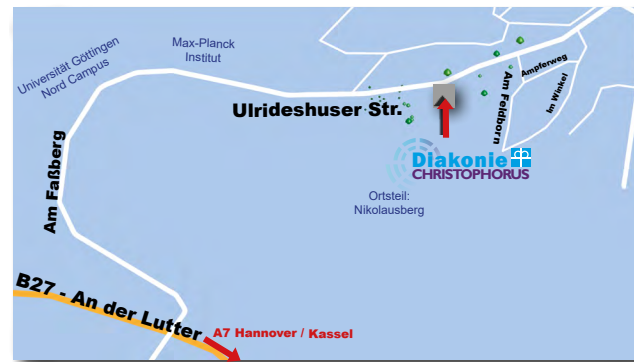 Max-Planck
Institut
Universität Göttingen
Nord Campus
Ulrideshuser Str.
Ampferweg
Am Feldborn
Im Winkel
Diakonie
CHRISTOPHORUS
Ortsteil:
Nikolausberg
Am Faßberg
B27 - An der Lutter
A7 Hannover / Kassel